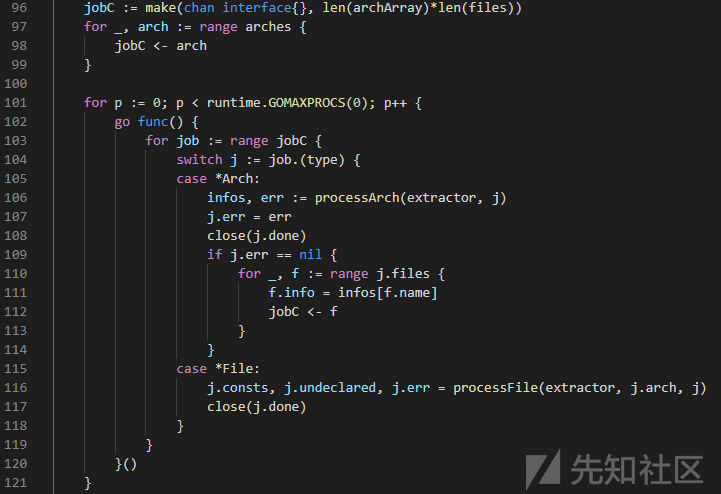 96 jobC := make(chan interface{}, len(archArray)*len(files))
97 for _, arch := range arches {
98 jobC <- arch
99 }
100
101 for p := 0; p < runtime.GOMAXPROCS(0); p++ {
102 go func() {
103 for job := range jobC {
104 switch j := job.(type) {
105 case *Arch:
106 infos, err := processArch(extractor, j)
107 j.err = err
108 close(j.done)
109 if j.err == nil {
110 for _, f := range j.files {
111 f.info = infos[f.name]
112 jobC <- f
113 }
114 }
115 case *File:
116 j.consts, j.undeclared, j.err = processFile(extractor, j.arch, j)
117 close(j.done)
118 }
119 }
120 }()
121 }
先知社区